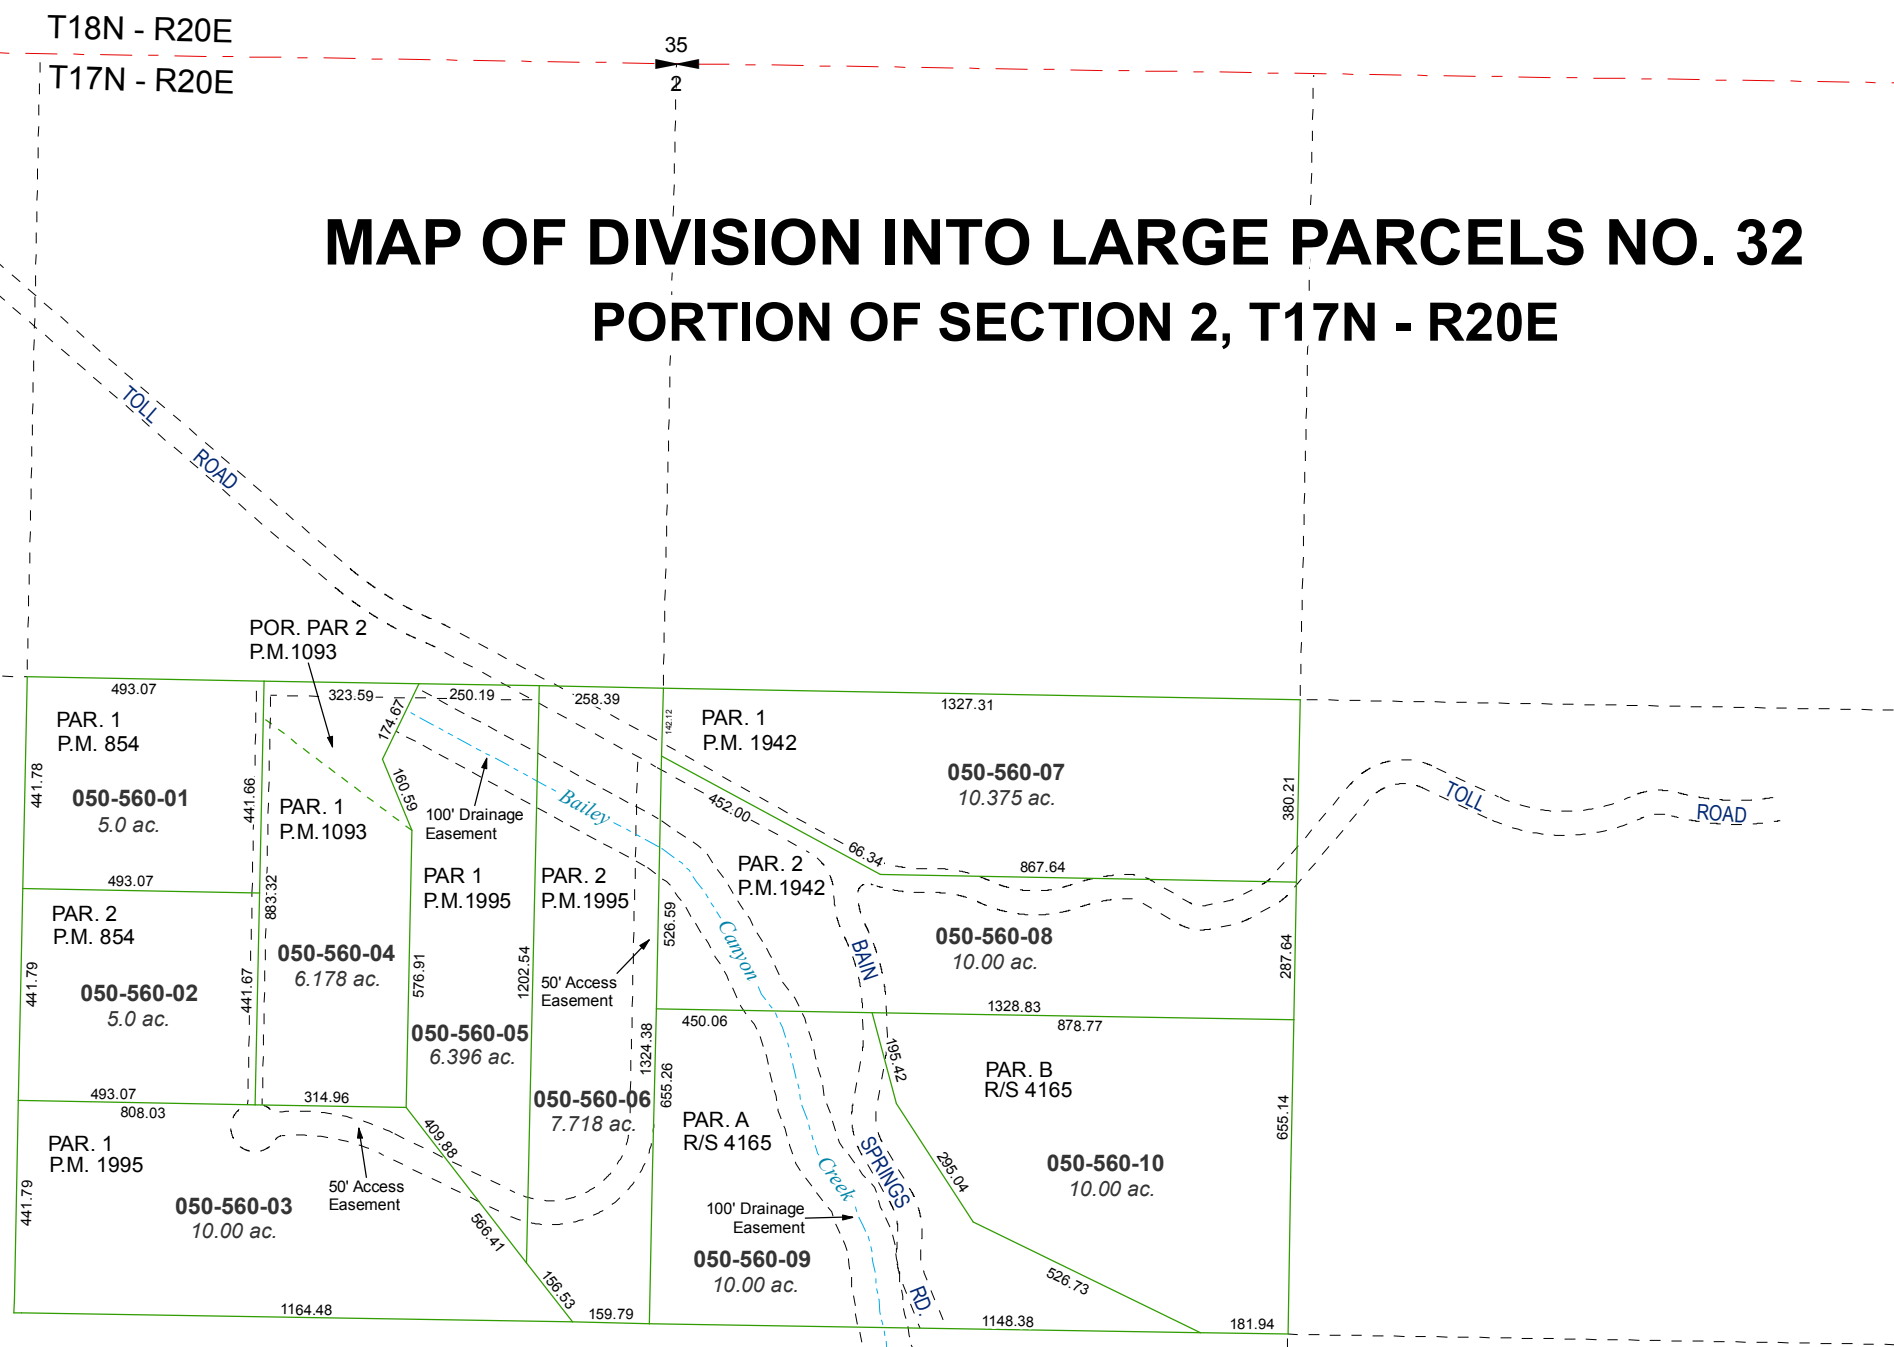 T18N - R20E
T17N - R20E
35
2
MAP OF DIVISION INTO LARGE PARCELS NO. 32
PORTION OF SECTION 2, T17N - R20E
TOLL
ROAD
POR. PAR 2
P.M.1093
493.07
323.59
250.19
258.39
1327.31
PAR. 1
P.M. 854
441.78
050-560-01
5.0 ac.
441.66
493.07
PAR. 2
P.M. 854
441.79
050-560-02
5.0 ac.
441.67
493.07
883.32
PAR. 1
P.M.1093
050-560-04
6.178 ac.
314.96
174.67
160.59
576.91
100' Drainage
Easement
PAR 1
P.M.1995
050-560-05
6.396 ac.
1202.54
PAR. 2
P.M.1995
50' Access
Easement
050-560-06
7.718 ac.
1324.38
Bailey
Canyon
Creek
142.12
PAR. 1
P.M. 1942
050-560-07
10.375 ac.
380.21
452.00
66.34
867.64
TOLL
ROAD
PAR. 2
P.M.1942
526.59
050-560-08
10.00 ac.
287.64
1328.83
BAIN
SPRINGS
RD.
450.06
878.77
655.26
PAR. A
R/S 4165
100' Drainage
Easement
050-560-09
10.00 ac.
195.42
295.04
526.73
PAR. B
R/S 4165
050-560-10
10.00 ac.
655.14
808.03
PAR. 1
P.M. 1995
441.79
050-560-03
10.00 ac.
50' Access
Easement
409.88
566.41
156.53
1164.48
159.79
1148.38
181.94